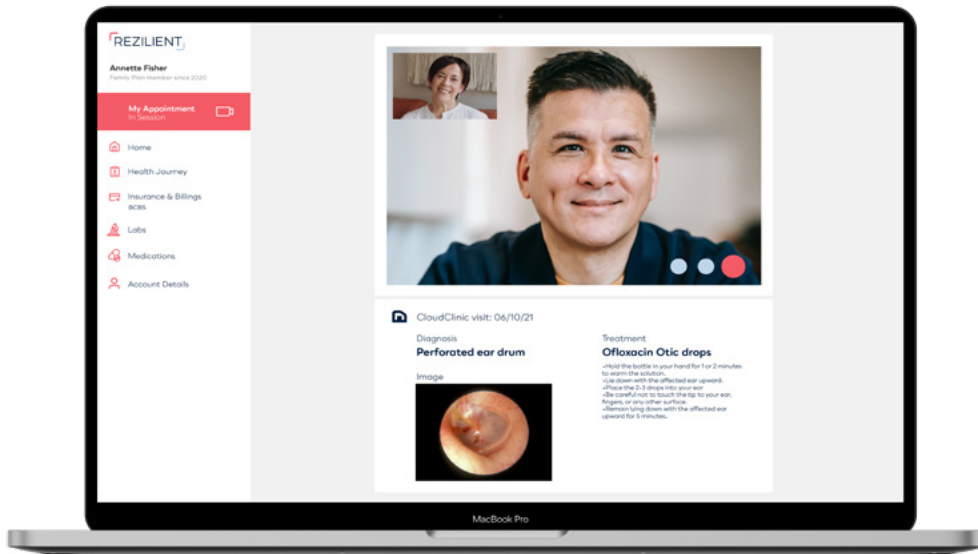 REZILIENT
Annette Fisher
Family Plan member since 2020
My Appointment
In Session
Home
Health Journey
Insurance & Billings
BCBS
Labs
Medications
Account Details
CloudClinic visit: 06/10/21
Diagnosis
Perforated ear drum
Image
Treatment
Ofloxacin Otic drops
•Hold the bottle in your hand for 1 or 2 minutes
to warm the solution.
•Lie down with the affected ear upward.
•Place the 2-3 drops into your ear
•Be careful not to touch the tip to your ear,
fingers, or any other surface.
•Remain lying down with the affected ear
upward for 5 minutes.
MacBook Pro